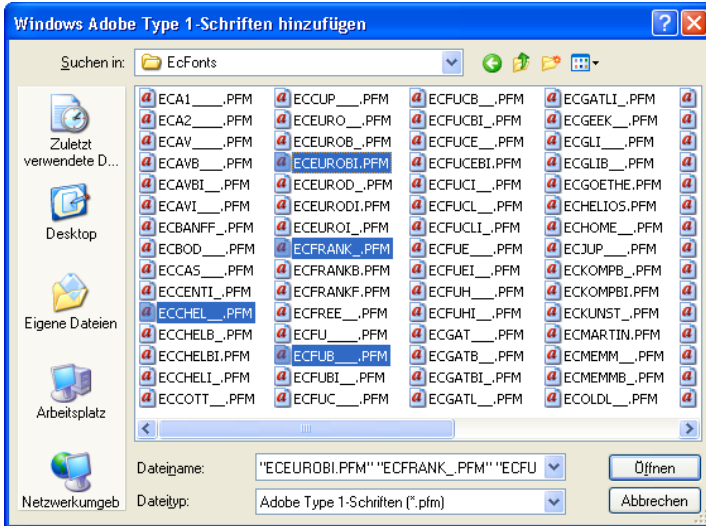 Windows Adobe Type 1-Schriften hinzufügen
Suchen in: EcFonts
Zuletzt
verwendete D...
Desktop
Eigene Dateien
Arbeitsplatz
Netzwerkumgeb
ECA1____.PFM
ECA2____.PFM
ECAV____.PFM
ECAVB___.PFM
ECAVBI__.PFM
ECAVI___.PFM
ECBANFF_.PFM
ECBOD___.PFM
ECCAS___.PFM
ECCENTI_.PFM
ECCHEL__.PFM
ECCHELB_.PFM
ECCHELBI.PFM
ECCHELI_.PFM
ECCOTT__.PFM
ECCUP___.PFM
ECEURO__.PFM
ECEUROB_.PFM
ECEUROBI.PFM
ECEUROD_.PFM
ECEURODI.PFM
ECEUROI_.PFM
ECFRANK_.PFM
ECFRANKB.PFM
ECFRANKF.PFM
ECFREE__.PFM
ECFU____.PFM
ECFUB___.PFM
ECFUBI__.PFM
ECFUC___.PFM
ECFUCB__.PFM
ECFUCBI_.PFM
ECFUCE__.PFM
ECFUCEBI.PFM
ECFUCI__.PFM
ECFUCL__.PFM
ECFUCLI_.PFM
ECFUE___.PFM
ECFUEI__.PFM
ECFUH___.PFM
ECFUHI__.PFM
ECGAT___.PFM
ECGATB__.PFM
ECGATBI_.PFM
ECGATL__.PFM
ECGATLI_.PFM
ECGEEK__.PFM
ECGLI___.PFM
ECGLIB__.PFM
ECGOETHE.PFM
ECHELIOS.PFM
ECHOME__.PFM
ECJUP___.PFM
ECKOMPB_.PFM
ECKOMPBI.PFM
ECKUNST_.PFM
ECMARTIN.PFM
ECMEMM__.PFM
ECMEMMB_.PFM
ECOLDL__.PFM
Dateiname: "ECEUROBI.PFM" "ECFRANK_.PFM" "ECFU
Öffnen
Dateityp: Adobe Type 1-Schriften (*.pfm)
Abbrechen